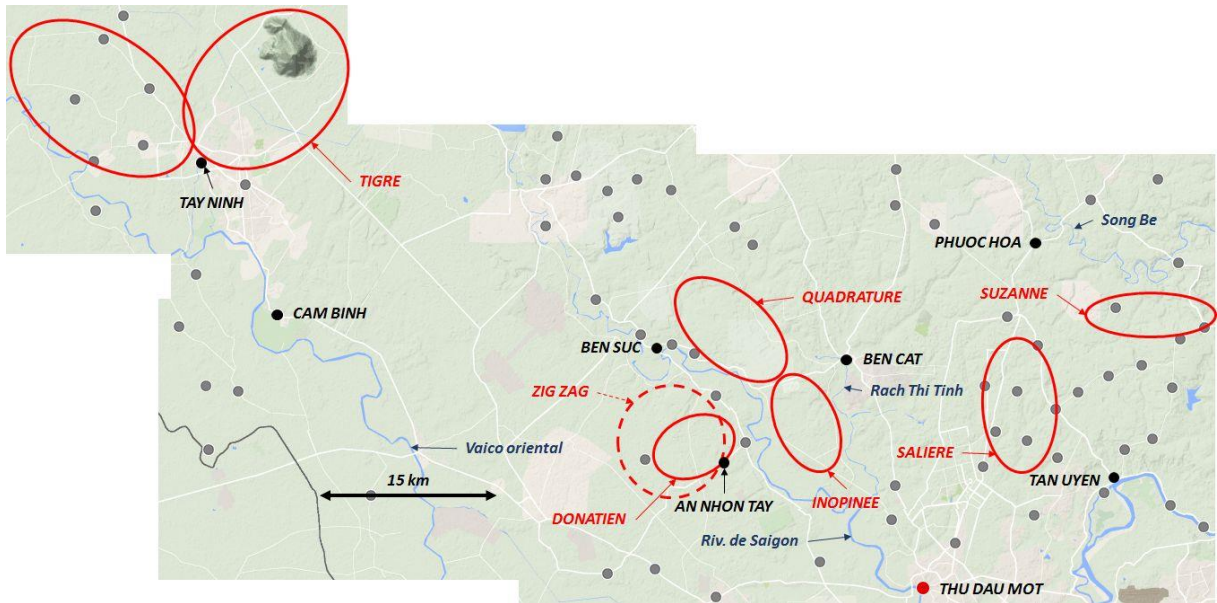 TIGRE
TAY NINH
Song Be
PHUOC HOA
QUADRATURE
SUZANNE
CAM BINH
BEN SUC
BEN CAT
ZIG ZAG
Rach Thi Tinh
Vaico oriental
SALIERE
15 km
TAN UYEN
DONATIEN
AN NHON TAY
INOPINEE
Riv. de Saigon
THU DAU MOT